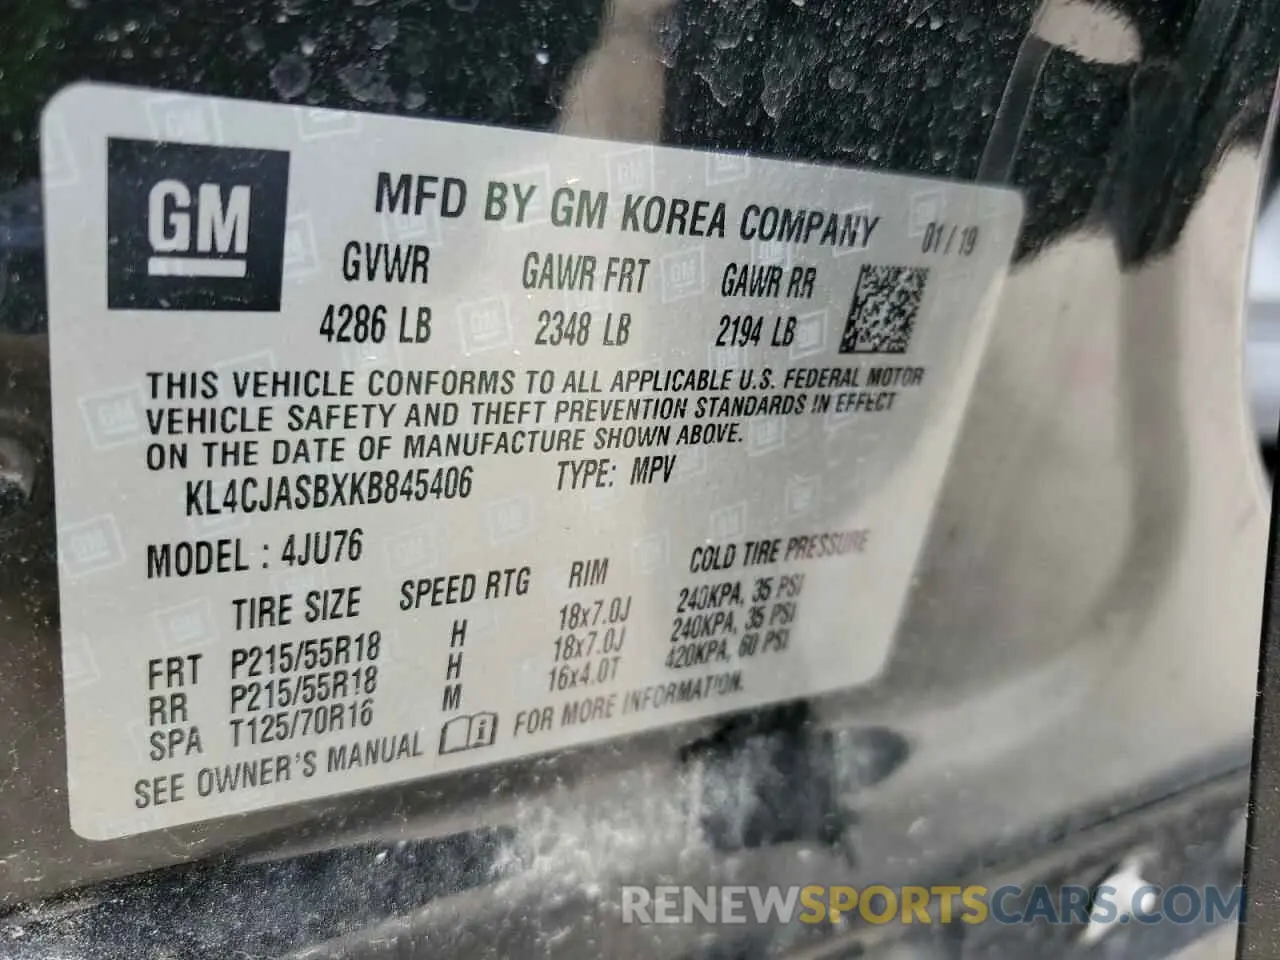 GM
MFD BY GM KOREA COMPANY 01/19
GVWR GAWR FRT GAWR RR
4286 LB 2348 LB 2194 LB
THIS VEHICLE CONFORMS TO ALL APPLICABLE U.S. FEDERAL MOTOR
VEHICLE SAFETY AND THEFT PREVENTION STANDARDS IN EFFECT
ON THE DATE OF MANUFACTURE SHOWN ABOVE.
KL4CJASBXKB845406 TYPE: MPV
MODEL : 4JU76
TIRE SIZE SPEED RTG RIM COLD TIRE PRESSURE
FRT P215/55R18 H 18x7.0J 240KPA, 35 PSI
RR P215/55R18 H 18x7.0J 240KPA, 35 PSI
SPA T125/70R16 M 16x4.0T 420KPA, 60 PSI
SEE OWNER'S MANUAL FOR MORE INFORMATION.
RENEWSPORTSCARS.COM